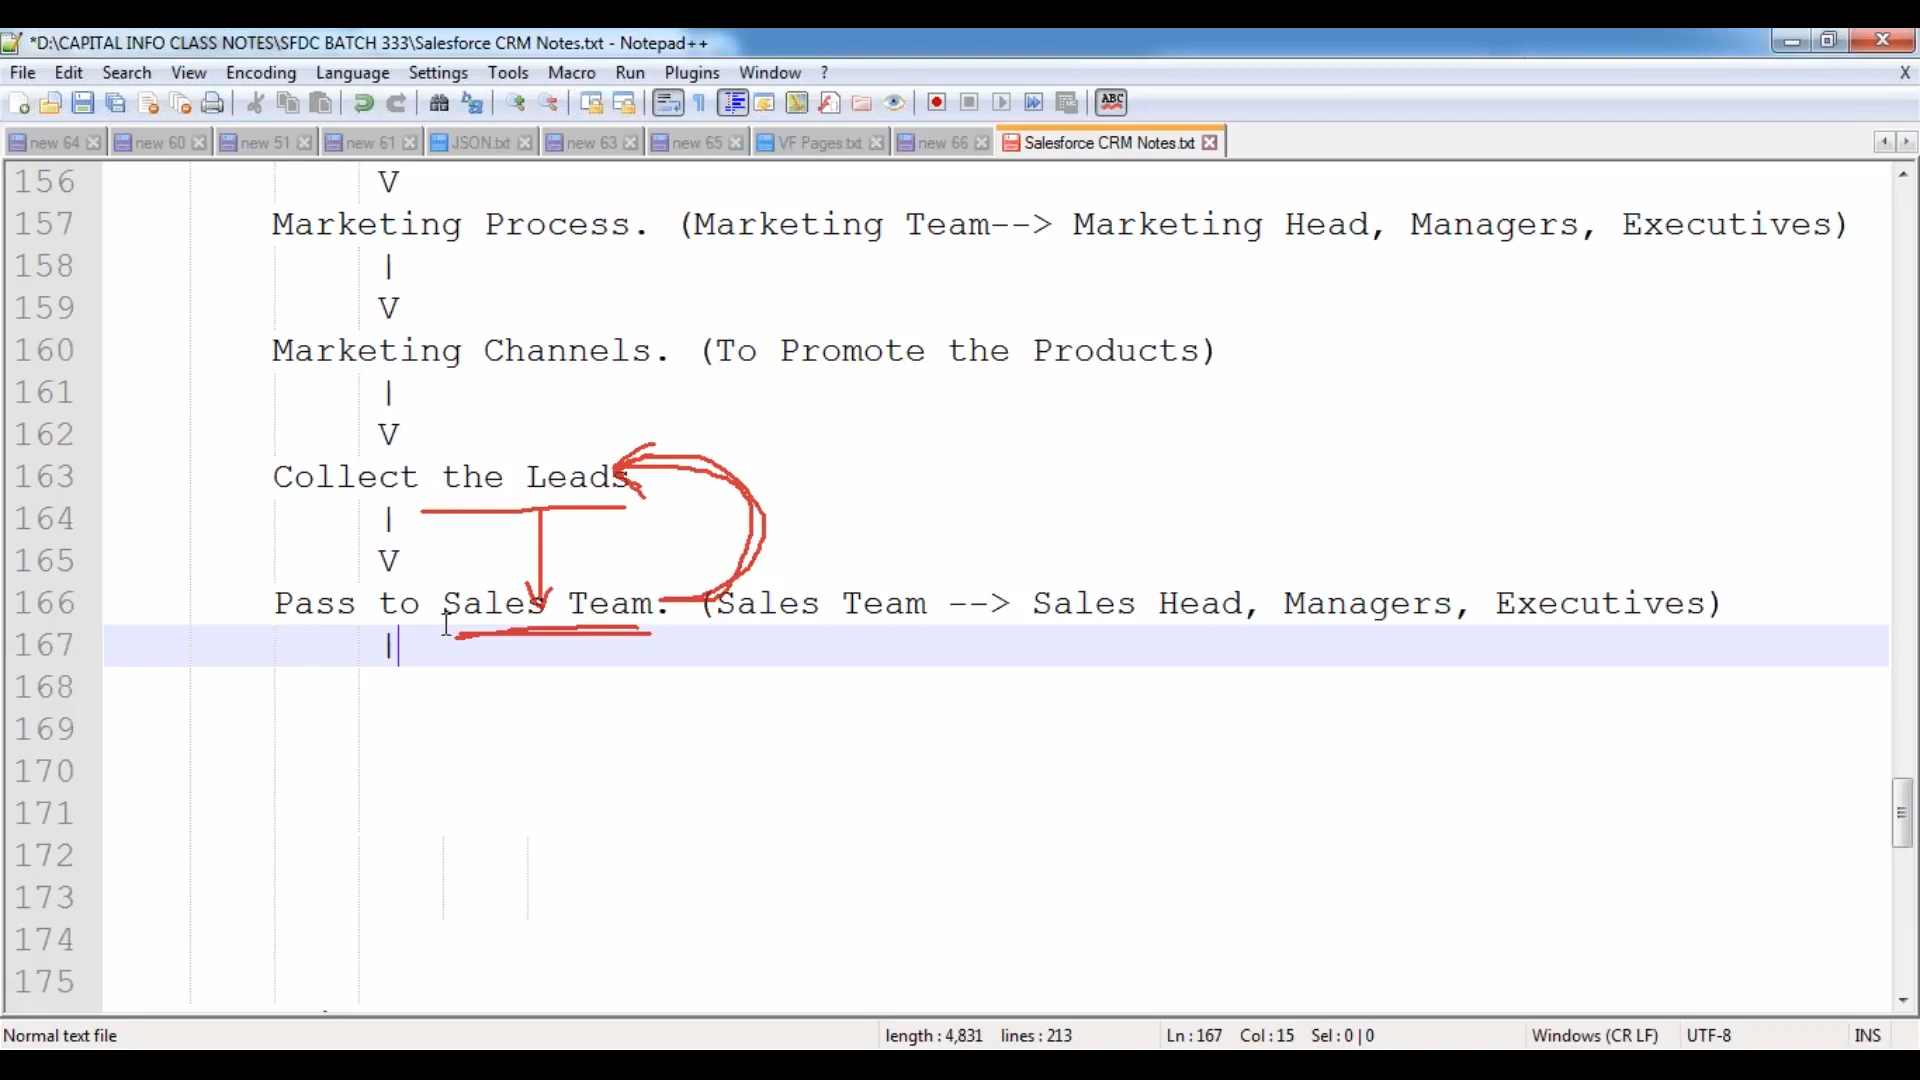 *D:\CAPITAL INFO CLASS NOTES\SFDC BATCH 333\Salesforce CRM Notes.txt - Notepad++
File Edit Search View Encoding Language Settings Tools Macro Run Plugins Window ? X
ABC
new 64 new 60 new 51 new 61 JSON.txt new 63 new 65 VF Pages.txt new 66 Salesforce CRM Notes.txt
156 V
157 Marketing Process. (Marketing Team--> Marketing Head, Managers, Executives)
158 |
159 V
160 Marketing Channels. (To Promote the Products)
161 |
162 V
163 Collect the Leads
164 |
165 V
166 Pass to Sales Team. (Sales Team --> Sales Head, Managers, Executives)
167 |
168
169
170
171
172
173
174
175
Normal text file length : 4,831 lines : 213 Ln : 167 Col : 15 Sel : 0 | 0 Windows (CR LF) UTF-8 INS